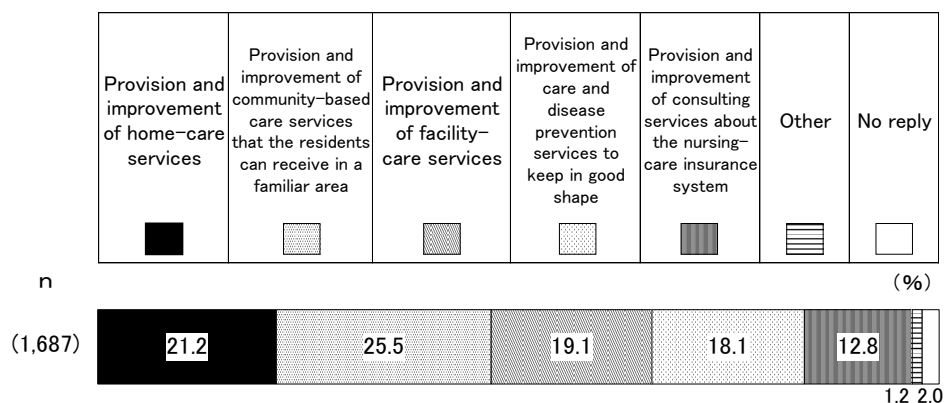 Provision and
improvement
of home-care
services
Provision and
improvement of
community-based
care services
that the residents
can receive in a
familiar area
Provision and
improvement
of facility-
care services
Provision and
improvement of
care and
disease
prevention
services to
keep in good
shape
Provision and
improvement
of consulting
services about
the nursing-
care insurance
system
Other
No reply
n
(%)
(1,687)
21.2
25.5
19.1
18.1
12.8
1.2
2.0